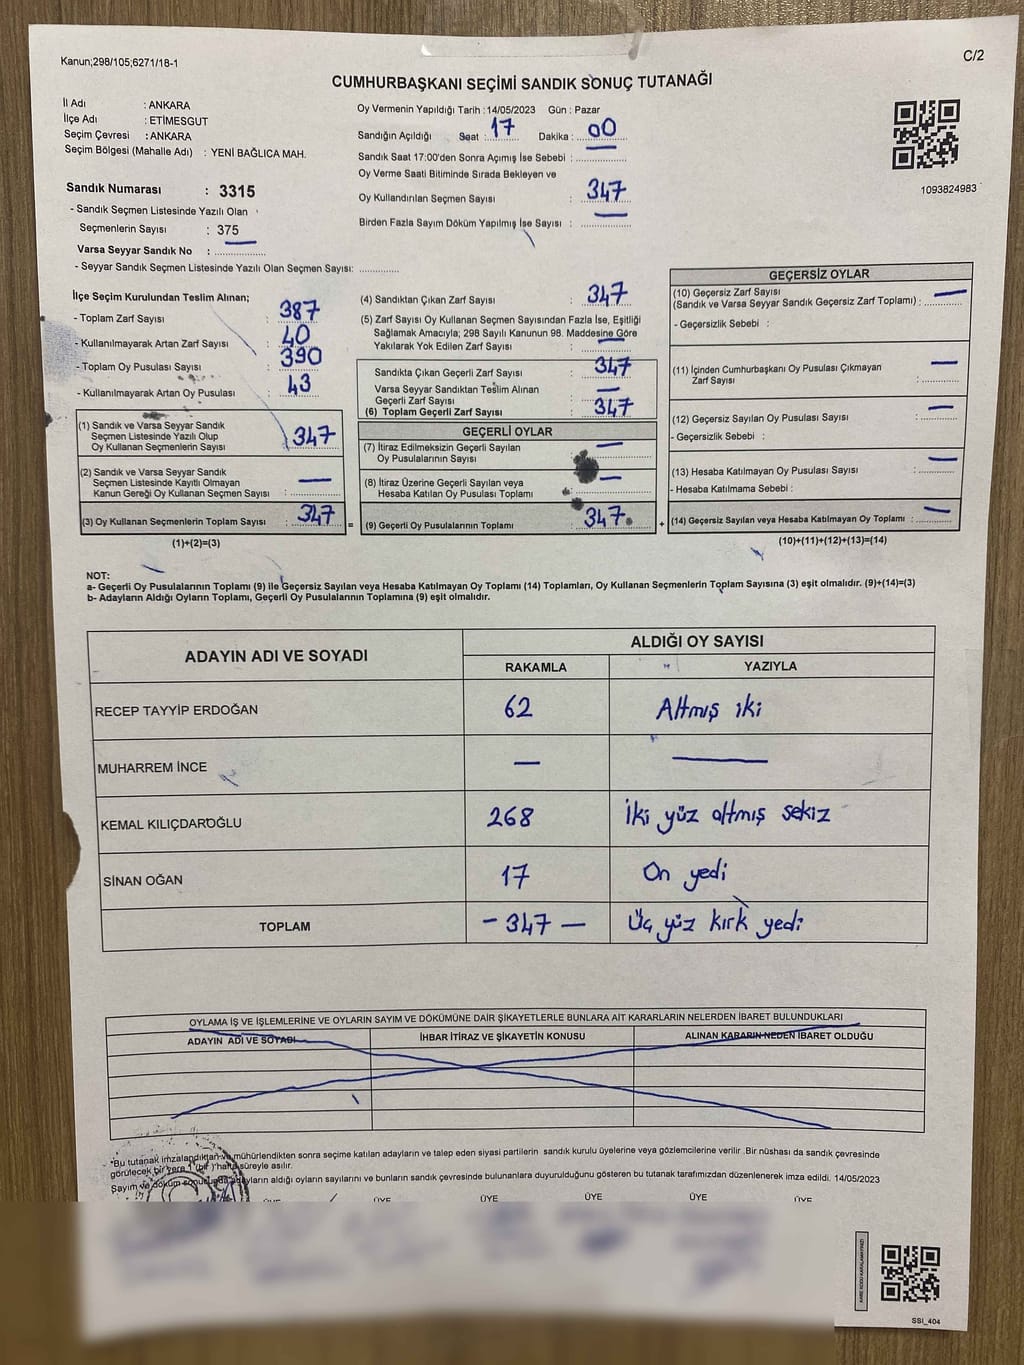 Kanun;298/105;6271/18-1
C/2
CUMHURBAŞKANI SEÇİMİ SANDIK SONUÇ TUTANAĞI
İl Adı : ANKARA
İlçe Adı : ETİMESGUT
Seçim Çevresi : ANKARA
Seçim Bölgesi (Mahalle Adı) : YENİ BAĞLICA MAH.
Oy Vermenin Yapıldığı Tarih : 14/05/2023 Gün : Pazar
Sandığın Açıldığı Saat : 17 Dakika : 00
Sandık Saat 17:00'den Sonra Açımış İse Sebebi :
Oy Verme Saati Bitiminde Sırada Bekleyen ve
Oy Kullandırılan Seçmen Sayısı : 347
Birden Fazla Sayım Döküm Yapılmış İse Sayısı : —
1093824983
Sandık Numarası : 3315
- Sandık Seçmen Listesinde Yazılı Olan
Seçmenlerin Sayısı : 375
Varsa Seyyar Sandık No : —
- Seyyar Sandık Seçmen Listesinde Yazılı Olan Seçmen Sayısı:
İlçe Seçim Kurulundan Teslim Alınan;
- Toplam Zarf Sayısı : 387
- Kullanılmayarak Artan Zarf Sayısı : 40
- Toplam Oy Pusulası Sayısı : 390
- Kullanılmayarak Artan Oy Pusulası : 43
(1) Sandık ve Varsa Seyyar Sandık
Seçmen Listesinde Yazılı Olup
Oy Kullanan Seçmenlerin Sayısı : 347
(2) Sandık ve Varsa Seyyar Sandık
Seçmen Listesinde Kayıtlı Olmayan
Kanun Gereği Oy Kullanan Seçmen Sayısı : —
(3) Oy Kullanan Seçmenlerin Toplam Sayısı : 347 =
(1)+(2)=(3)
(4) Sandıktan Çıkan Zarf Sayısı : 347
(5) Zarf Sayısı Oy Kullanan Seçmen Sayısından Fazla İse, Eşitliği
Sağlamak Amacıyla; 298 Sayılı Kanunun 98. Maddesine Göre
Yakılarak Yok Edilen Zarf Sayısı : —
Sandıkta Çıkan Geçerli Zarf Sayısı : 347
Varsa Seyyar Sandıktan Teslim Alınan
Geçerli Zarf Sayısı : —
(6) Toplam Geçerli Zarf Sayısı : 347
GEÇERLİ OYLAR
(7) İtiraz Edilmeksizin Geçerli Sayılan
Oy Pusulalarının Sayısı : —
(8) İtiraz Üzerine Geçerli Sayılan veya
Hesaba Katılan Oy Pusulası Toplamı : —
(9) Geçerli Oy Pusulalarının Toplamı : 347 +
GEÇERSİZ OYLAR
(10) Geçersiz Zarf Sayısı
(Sandık ve Varsa Seyyar Sandık Geçersiz Zarf Toplamı) : —
- Geçersizlik Sebebi :
(11) İçinden Cumhurbaşkanı Oy Pusulası Çıkmayan
Zarf Sayısı : —
(12) Geçersiz Sayılan Oy Pusulası Sayısı : —
- Geçersizlik Sebebi :
(13) Hesaba Katılmayan Oy Pusulası Sayısı : —
- Hesaba Katılmama Sebebi :
(14) Geçersiz Sayılan veya Hesaba Katılmayan Oy Toplamı : —
(10)+(11)+(12)+(13)=(14)
NOT:
a- Geçerli Oy Pusulalarının Toplamı (9) ile Geçersiz Sayılan veya Hesaba Katılmayan Oy Toplamı (14) Toplamları, Oy Kullanan Seçmenlerin Toplam Sayısına (3) eşit olmalıdır. (9)+(14)=(3)
b- Adayların Aldığı Oyların Toplamı, Geçerli Oy Pusulalarının Toplamına (9) eşit olmalıdır.
ADAYIN ADI VE SOYADI ALDIĞI OY SAYISI
RAKAMLA YAZIYLA
RECEP TAYYİP ERDOĞAN 62 Altmış iki
MUHARREM İNCE — —
KEMAL KILIÇDAROĞLU 268 İki yüz altmış sekiz
SİNAN OĞAN 17 On yedi
TOPLAM - 347 — Üç yüz kırk yedi
OYLAMA İŞ VE İŞLEMLERİNE VE OYLARIN SAYIM VE DÖKÜMÜNE DAİR ŞİKAYETLERLE BUNLARA AİT KARARLARIN NELERDEN İBARET BULUNDUKLARI
ADAYIN ADI VE SOYADI İHBAR İTİRAZ VE ŞİKAYETİN KONUSU ALINAN KARARIN NEDEN İBARET OLDUĞU
*Bu tutanak imzalandıktan ve mühürlendikten sonra seçime katılan adayların ve talep eden siyasi partilerin sandık kurulu üyelerine veya gözlemcilerine verilir .Bir nüshası da sandık çevresinde
görülecek bir yere 1 (bir) hafta süreyle asılır.
Sayım ve döküm sonucunda adayların aldığı oyların sayılarını ve bunların sandık çevresinde bulunanlara duyurulduğunu gösteren bu tutanak tarafımızdan düzenlenerek imza edildi. 14/05/2023
ÜYE ÜYE ÜYE ÜYE ÜYE
SSI_404